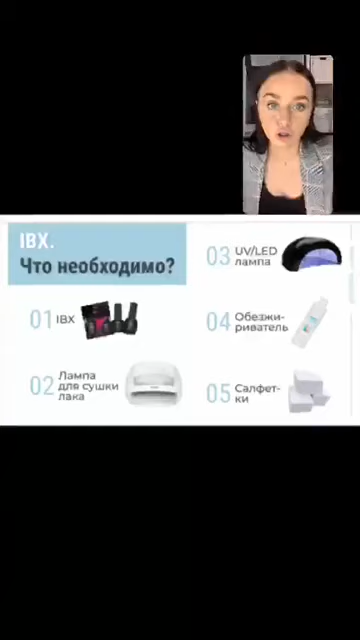 IBX.
Что необходимо?
01 IBX
02 Лампа
для сушки
лака
03 UV/LED
лампа
04 Обезжи-
риватель
05 Салфет-
ки